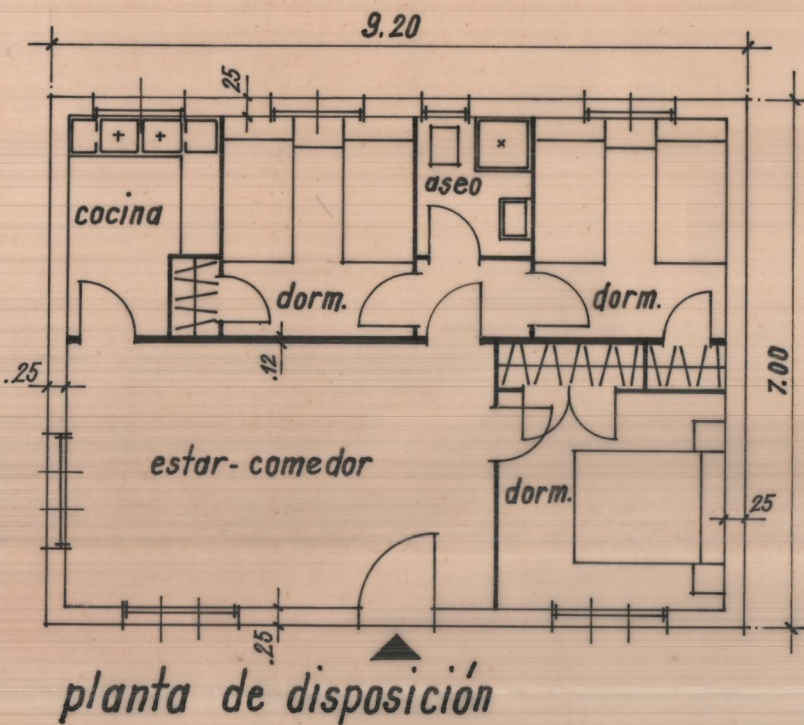 9.20
25
aseo
cocina
dorm.
dorm.
.25
.12
7.00
estar-comedor
dorm.
25
.25
planta de disposición